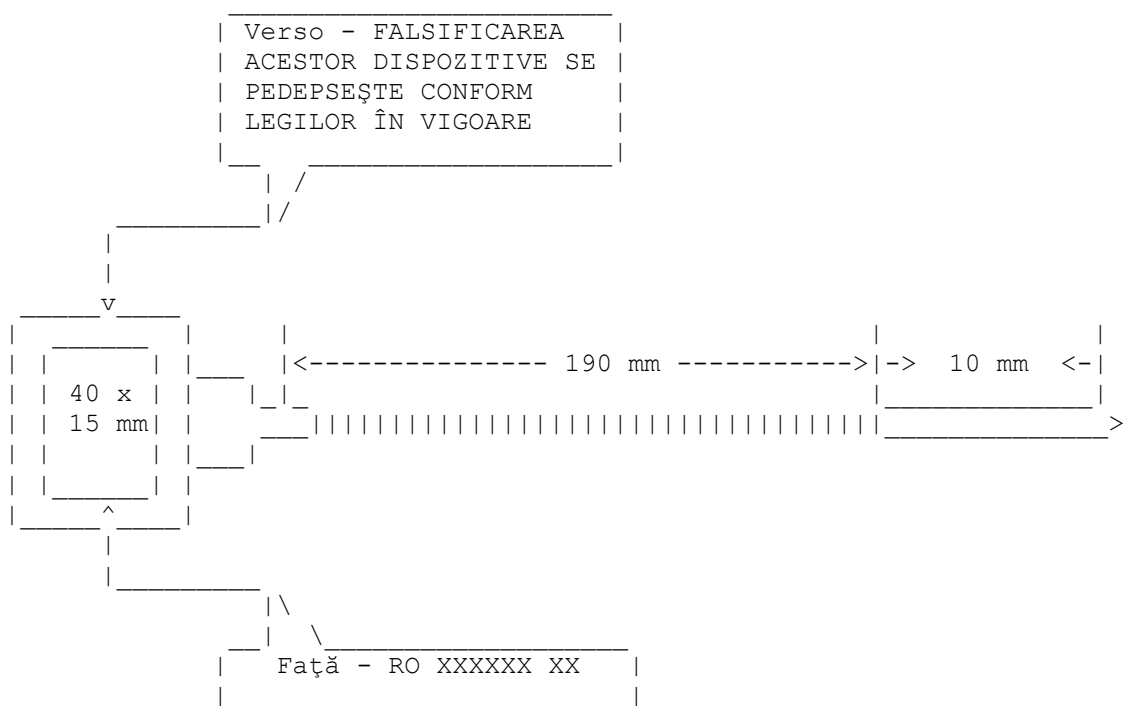 Verso - FALSIFICAREA
ACESTOR DISPOZITIVE SE
PEDEPSEŞTE CONFORM
LEGILOR ÎN VIGOARE
190 mm
10 mm
40 x
15 mm
Faţă - RO XXXXXX XX